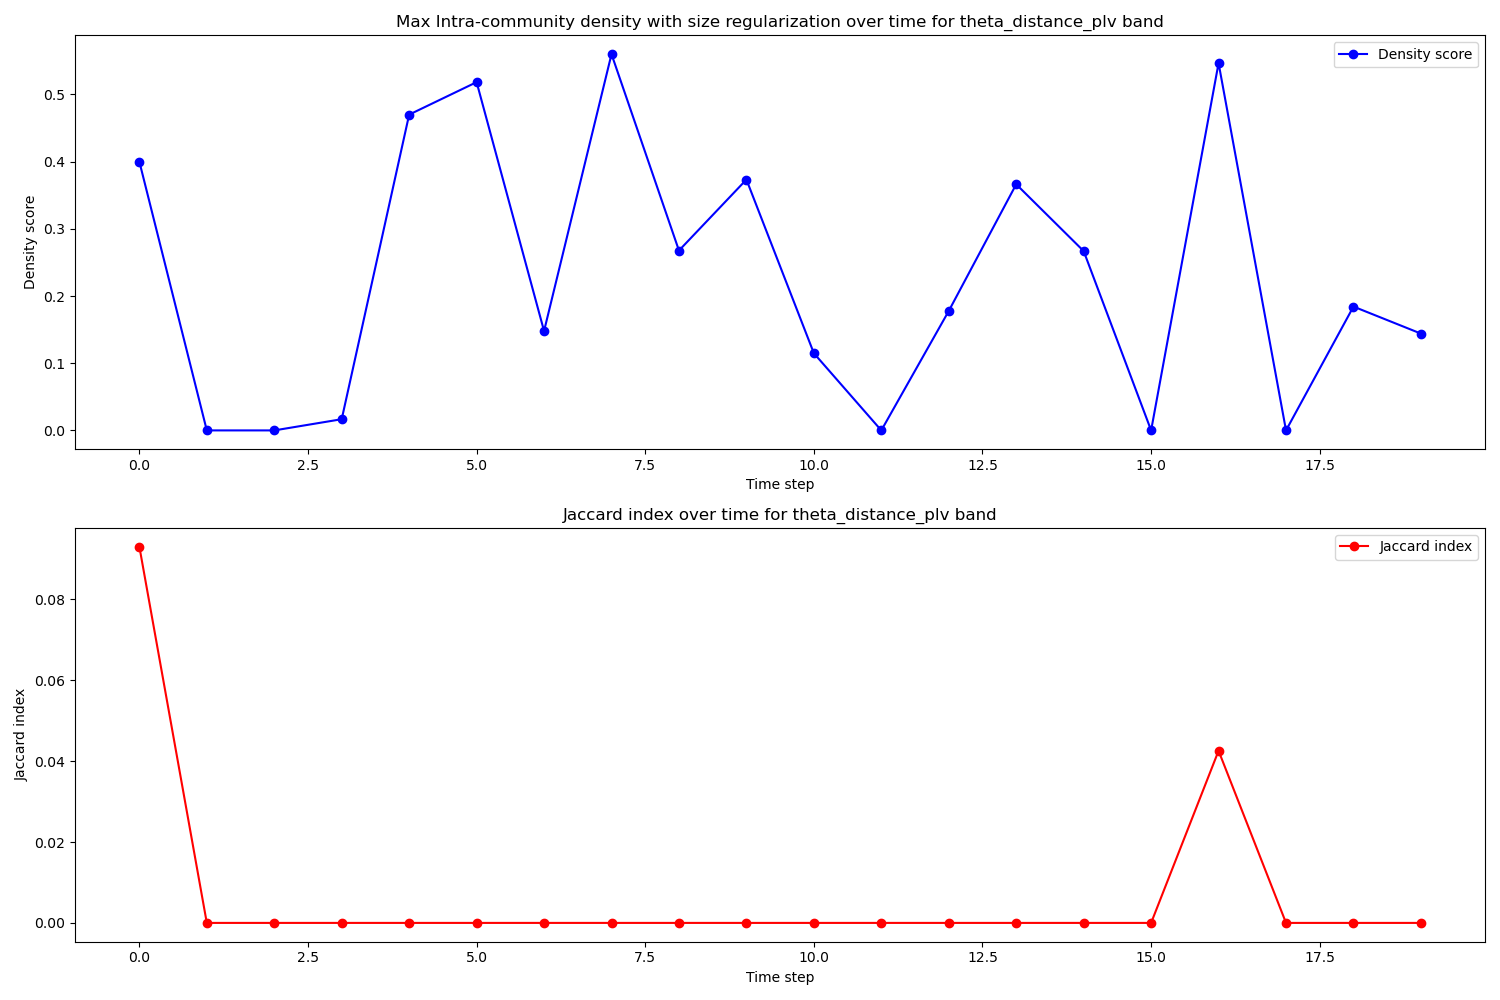 Max Intra-community density with size regularization over time for theta_distance_plv band
Density score
Density score
0.5
0.4
0.3
0.2
0.1
0.0
0.0 2.5 5.0 7.5 10.0 12.5 15.0 17.5
Time step
Jaccard index over time for theta_distance_plv band
Jaccard index
Jaccard index
0.08
0.06
0.04
0.02
0.00
0.0 2.5 5.0 7.5 10.0 12.5 15.0 17.5
Time step